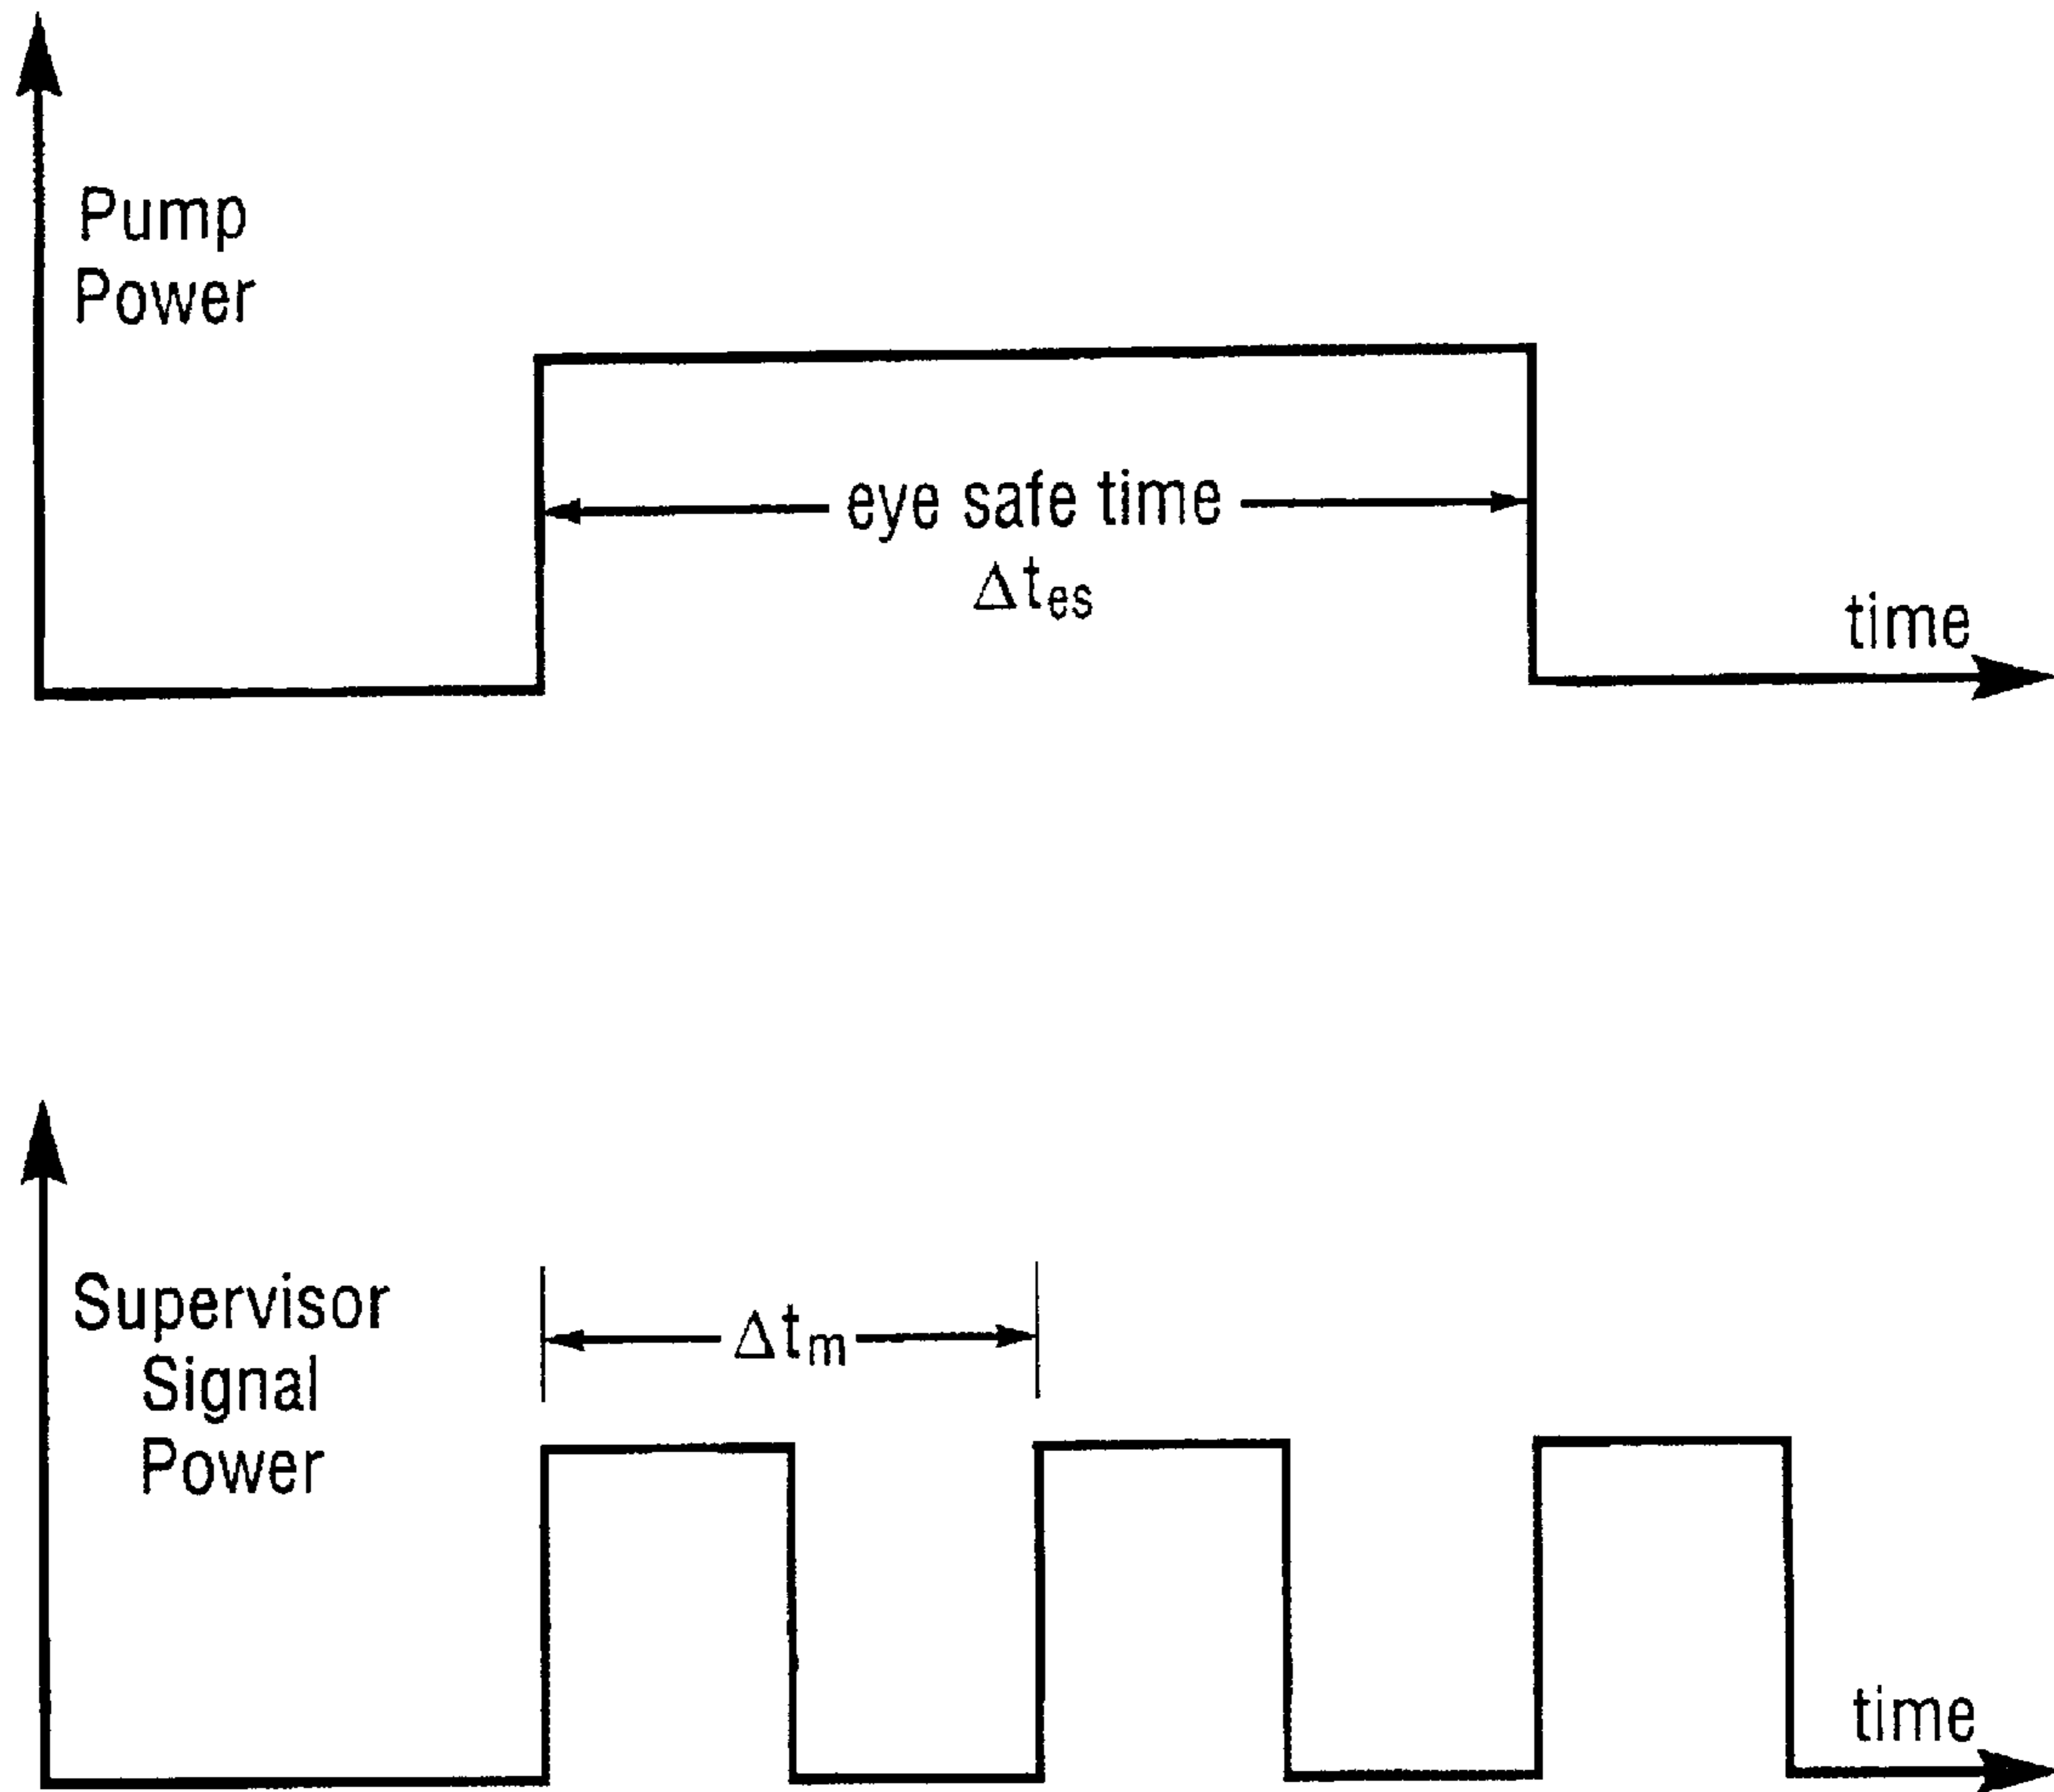 Pump
Power
eye safe time
Δtes
time
Supervisor
Signal
Power
Δtm
time